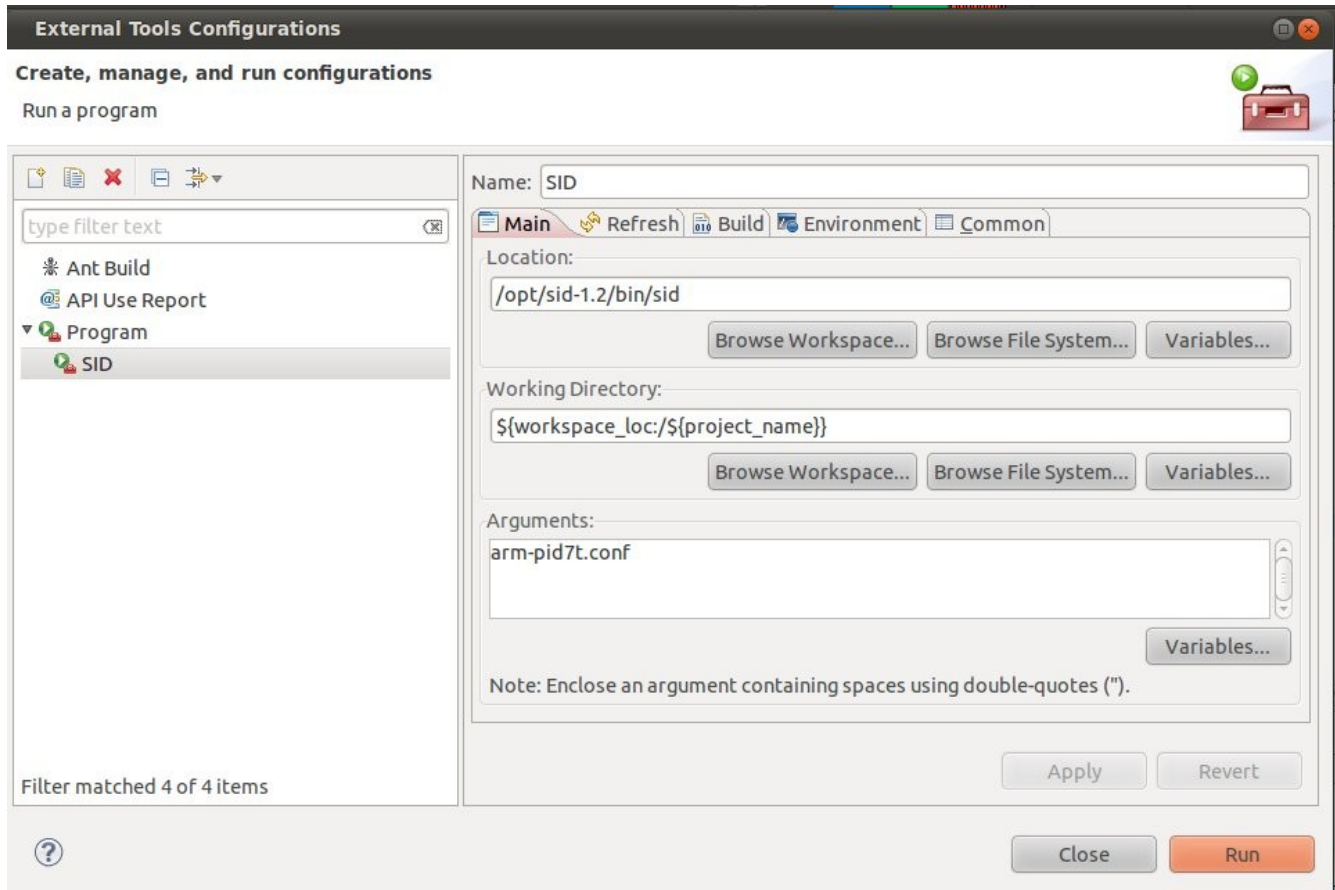 External Tools Configurations
Create, manage, and run configurations
Run a program
type filter text
Ant Build
API Use Report
Program
SID
Filter matched 4 of 4 items
Name: SID
Main Refresh Build Environment Common
Location:
/opt/sid-1.2/bin/sid
Browse Workspace... Browse File System... Variables...
Working Directory:
${workspace_loc:/${project_name}}
Browse Workspace... Browse File System... Variables...
Arguments:
arm-pid7t.conf
Variables...
Note: Enclose an argument containing spaces using double-quotes (").
Apply Revert
Close Run